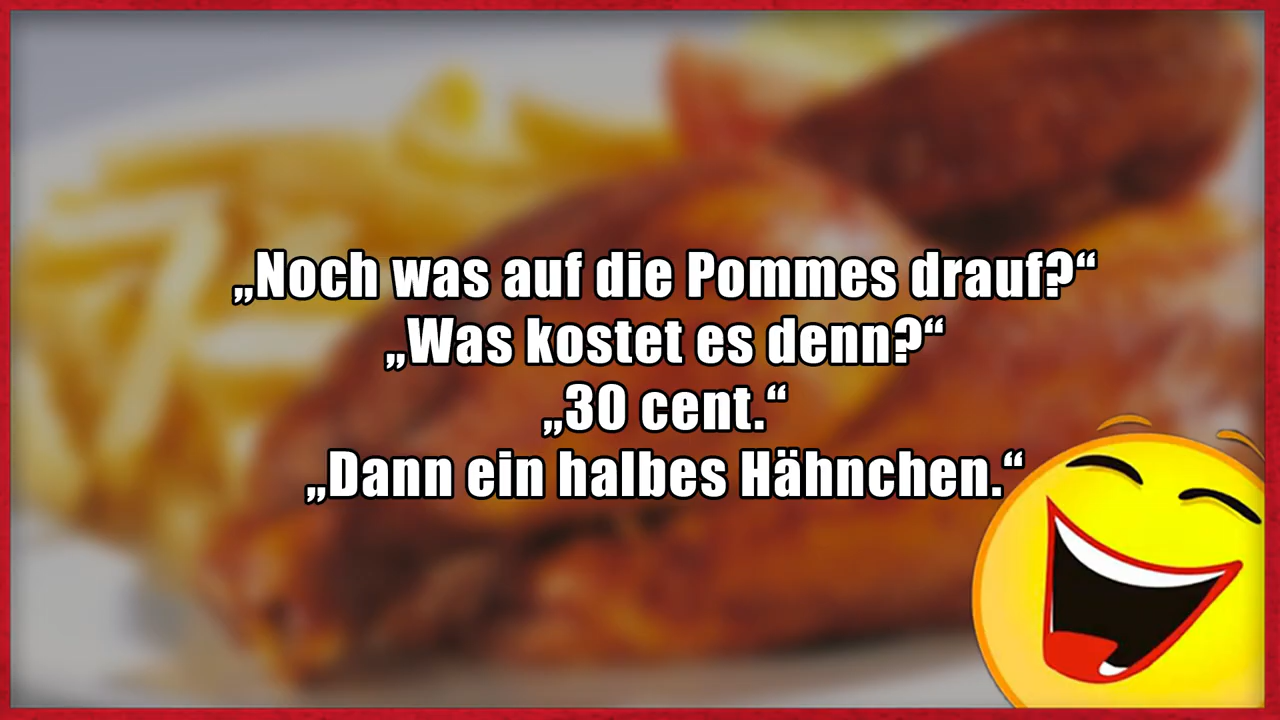 „Noch was auf die Pommes drauf?“
„Was kostet es denn?“
„30 cent.“
„Dann ein halbes Hähnchen.“